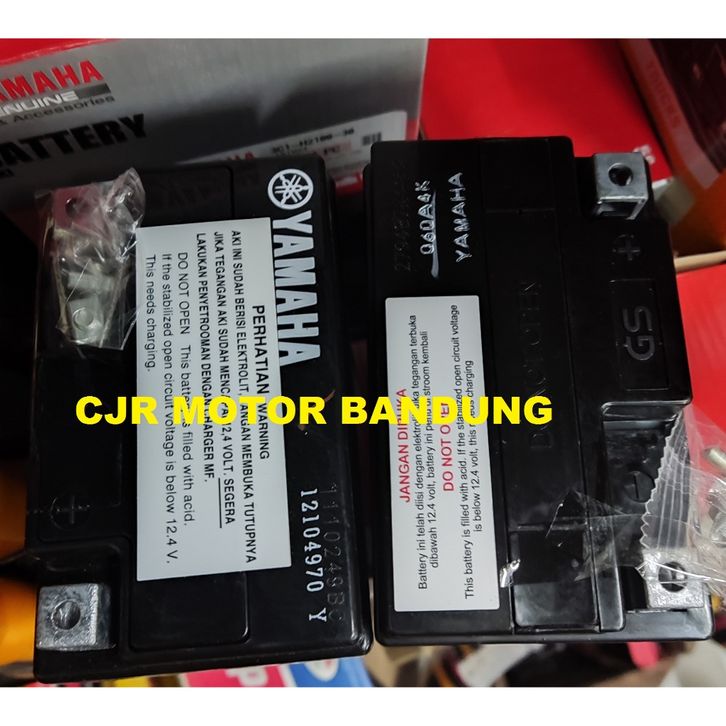 YAMAHA
GENUINE
& Accessories
BATTERY
YAMAHA
YAMAHA
PERHATIAN / WARNING
AKI INI SUDAH BERISI ELEKTROLIT JANGAN MEMBUKA TUTUPNYA
JIKA TEGANGAN AKI SUDAH MENC 12,4 VOLT. SEGERA
LAKUKAN PENYETROOMAN DENGAN CHARGER MF.
DO NOT OPEN This battery is filled with acid.
If the stabilized open circuit voltage is below 12.4 V.
This needs charging.
12104970 Y
+
060A4K
YAMAHA
+
GS
JANGAN DIBUKA
Battery ini telah diisi dengan elektrolit jika tegangan terbuka
dibawah 12.4 volt, battery ini perlu di stroom kembali
DO NOT OPEN
This battery is filled with acid. If the stabilized open circuit voltage
is below 12.4 volt, this needs charging
CJR MOTOR BANDUNG
TRUCKS